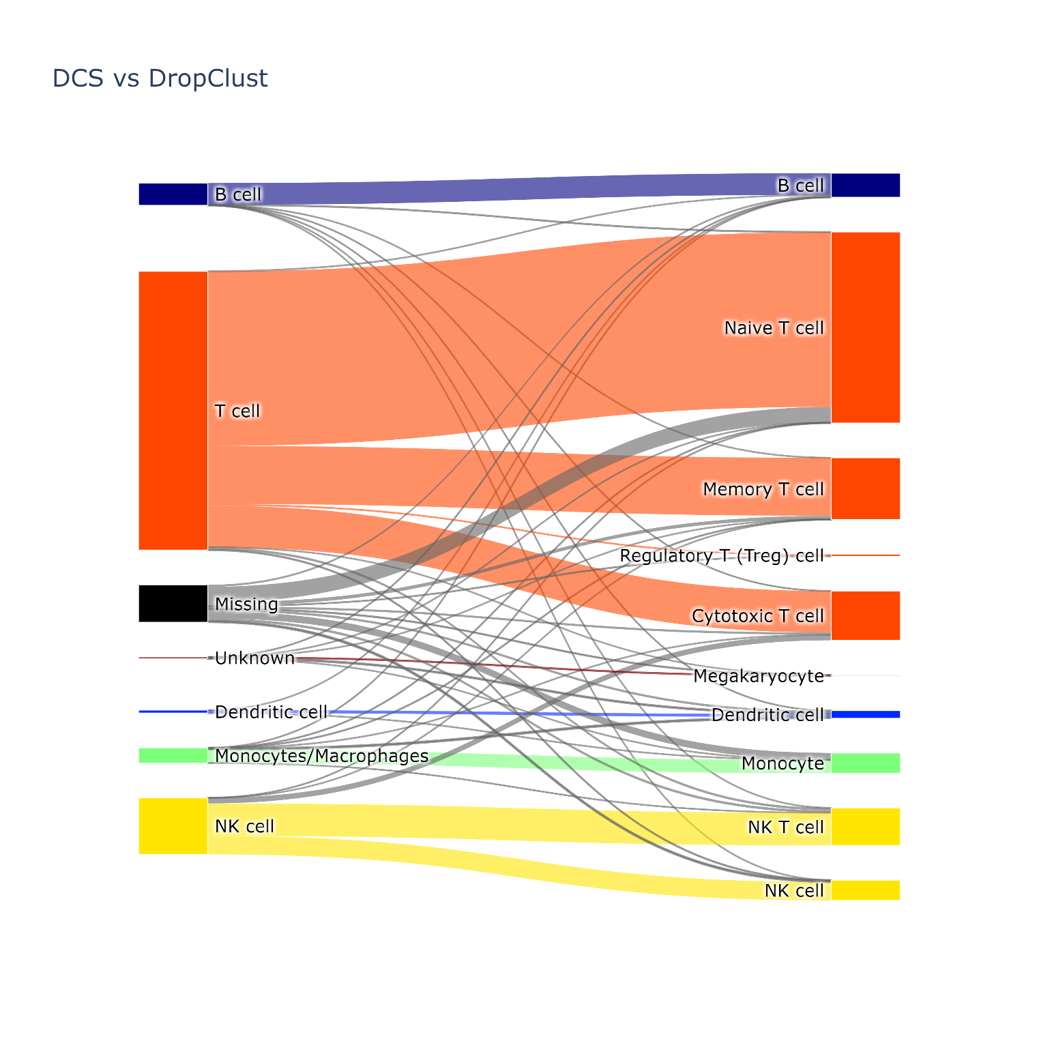 DCS vs DropClust
B cell
T cell
Missing
Unknown
Dendritic cell
Monocytes/Macrophages
NK cell
B cell
Naive T cell
Memory T cell
Regulatory T (Treg) cell
Cytotoxic T cell
Megakaryocyte
Dendritic cell
Monocyte
NK T cell
NK cell